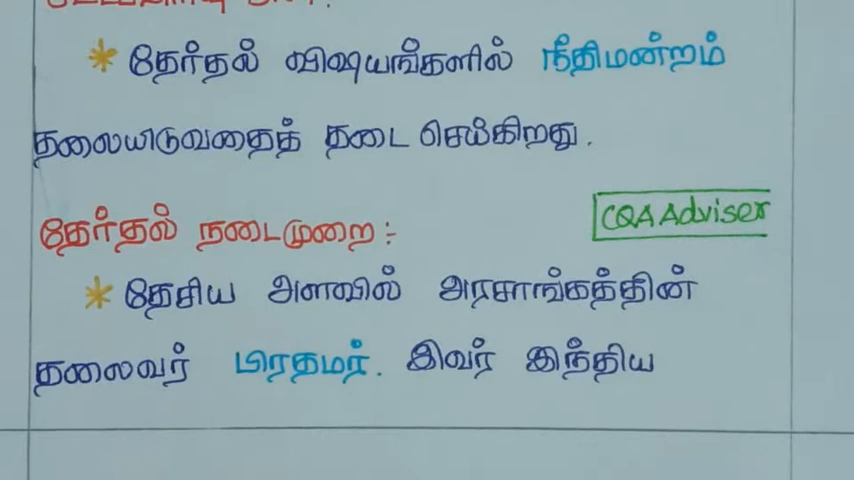 * தேர்தல் விஷயங்களில் நீதிமன்றம்
தலையிடுவதைத் தடை செய்கிறது.
தேர்தல் நடைமுறை:-
CQA Adviser
* தேசிய அளவில் அரசாங்கத்தின்
தலைவர் பிரதமர். இவர் இந்திய